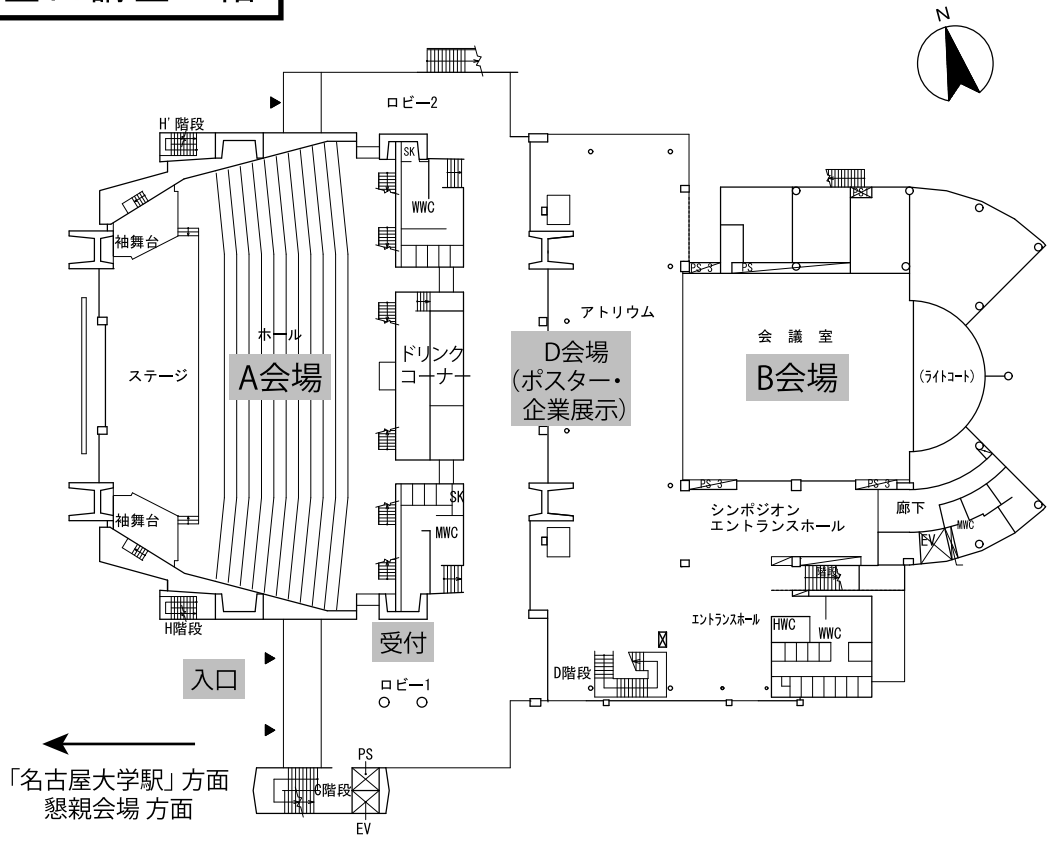 N
ロビー2
H'階段
SK
WWC
袖舞台
PS 3
PS
アトリウム
会 議 室
ホール
D会場
(ポスター・
企業展示)
ドリンク
コーナー
ステージ
A会場
B会場
(ライトコート)
SK
PS 3
PS 3
シンポジオン
エントランスホール
廊下
袖舞台
MWC
MWC
EV
階段
エントランスホール
HWC
WWC
H階段
受付
入口
D階段
ロビー1
PS
「名古屋大学駅」方面
懇親会場 方面
C階段
EV